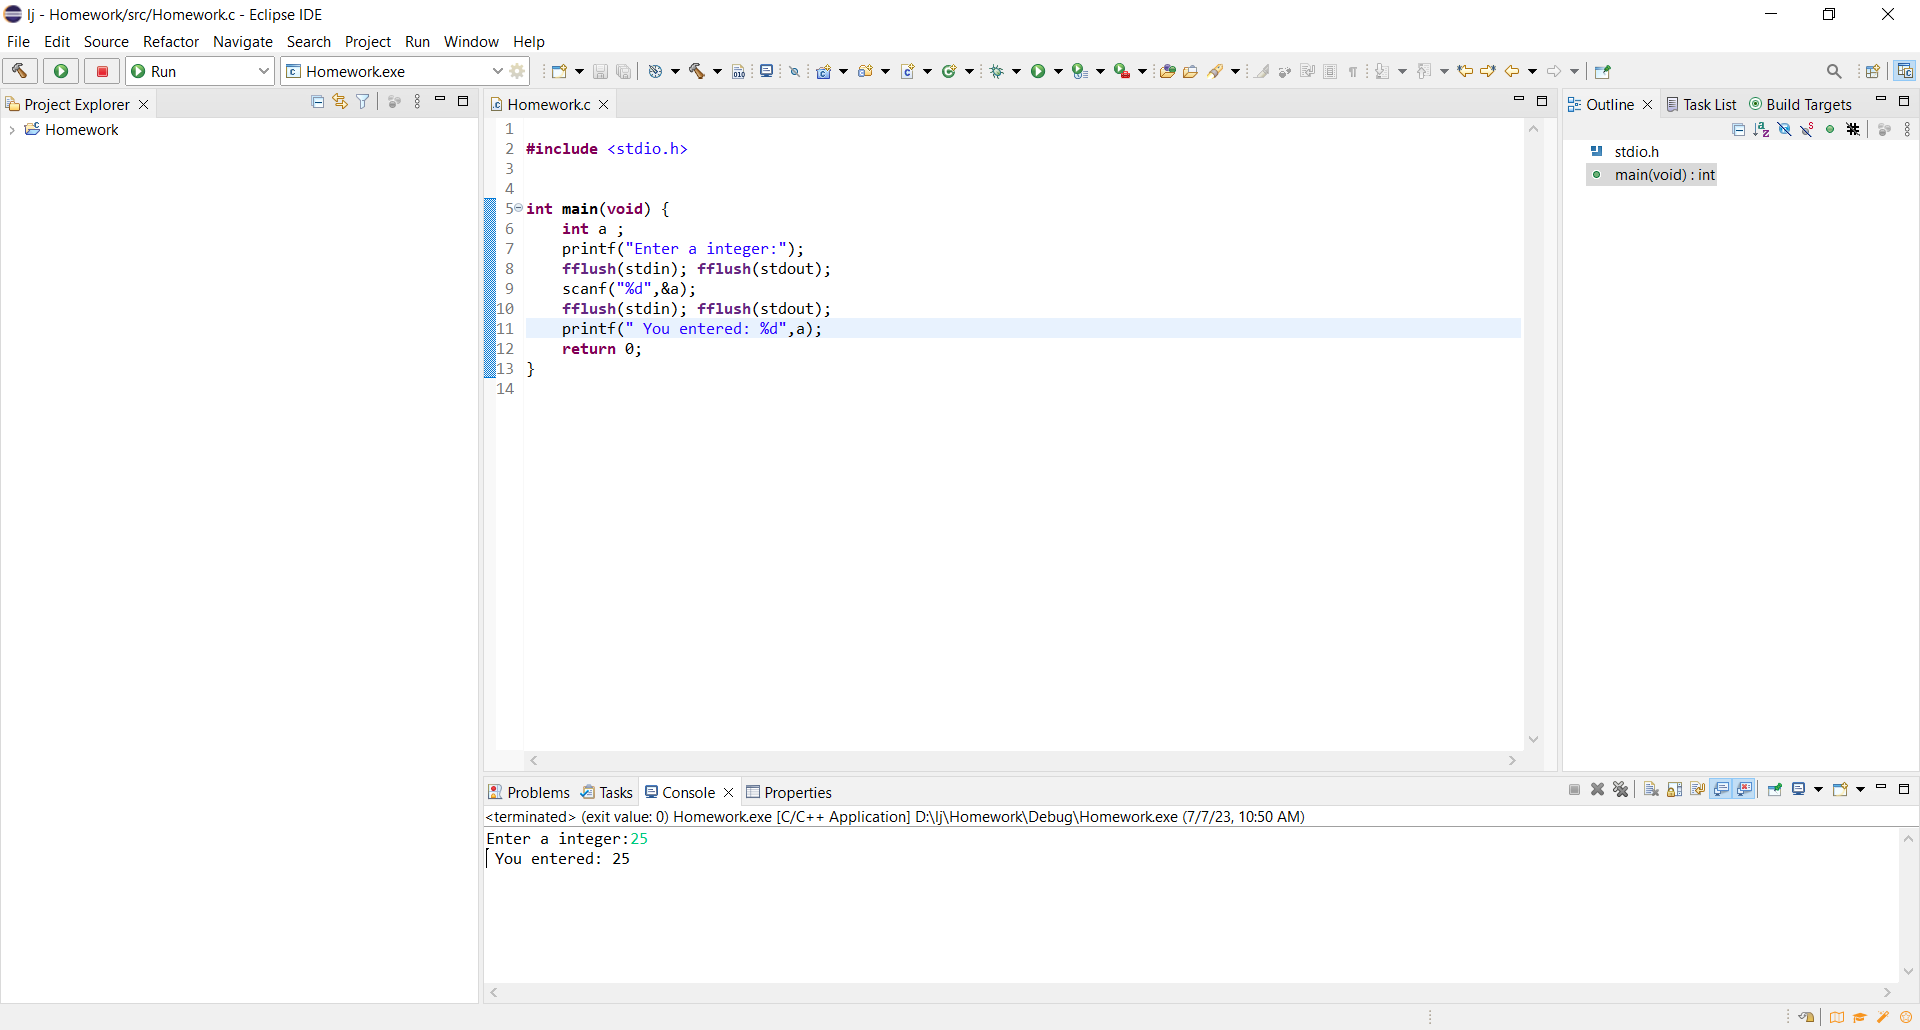 lj - Homework/src/Homework.c - Eclipse IDE
File Edit Source Refactor Navigate Search Project Run Window Help
Run Homework.exe
Project Explorer
Homework
Homework.c
1
2 #include <stdio.h>
3
4
5 int main(void) {
6 int a ;
7 printf("Enter a integer:");
8 fflush(stdin); fflush(stdout);
9 scanf("%d",&a);
10 fflush(stdin); fflush(stdout);
11 printf(" You entered: %d",a);
12 return 0;
13 }
14
Outline Task List Build Targets
stdio.h
main(void) : int
Problems Tasks Console Properties
<terminated> (exit value: 0) Homework.exe [C/C++ Application] D:\lj\Homework\Debug\Homework.exe (7/7/23, 10:50 AM)
Enter a integer:25
You entered: 25